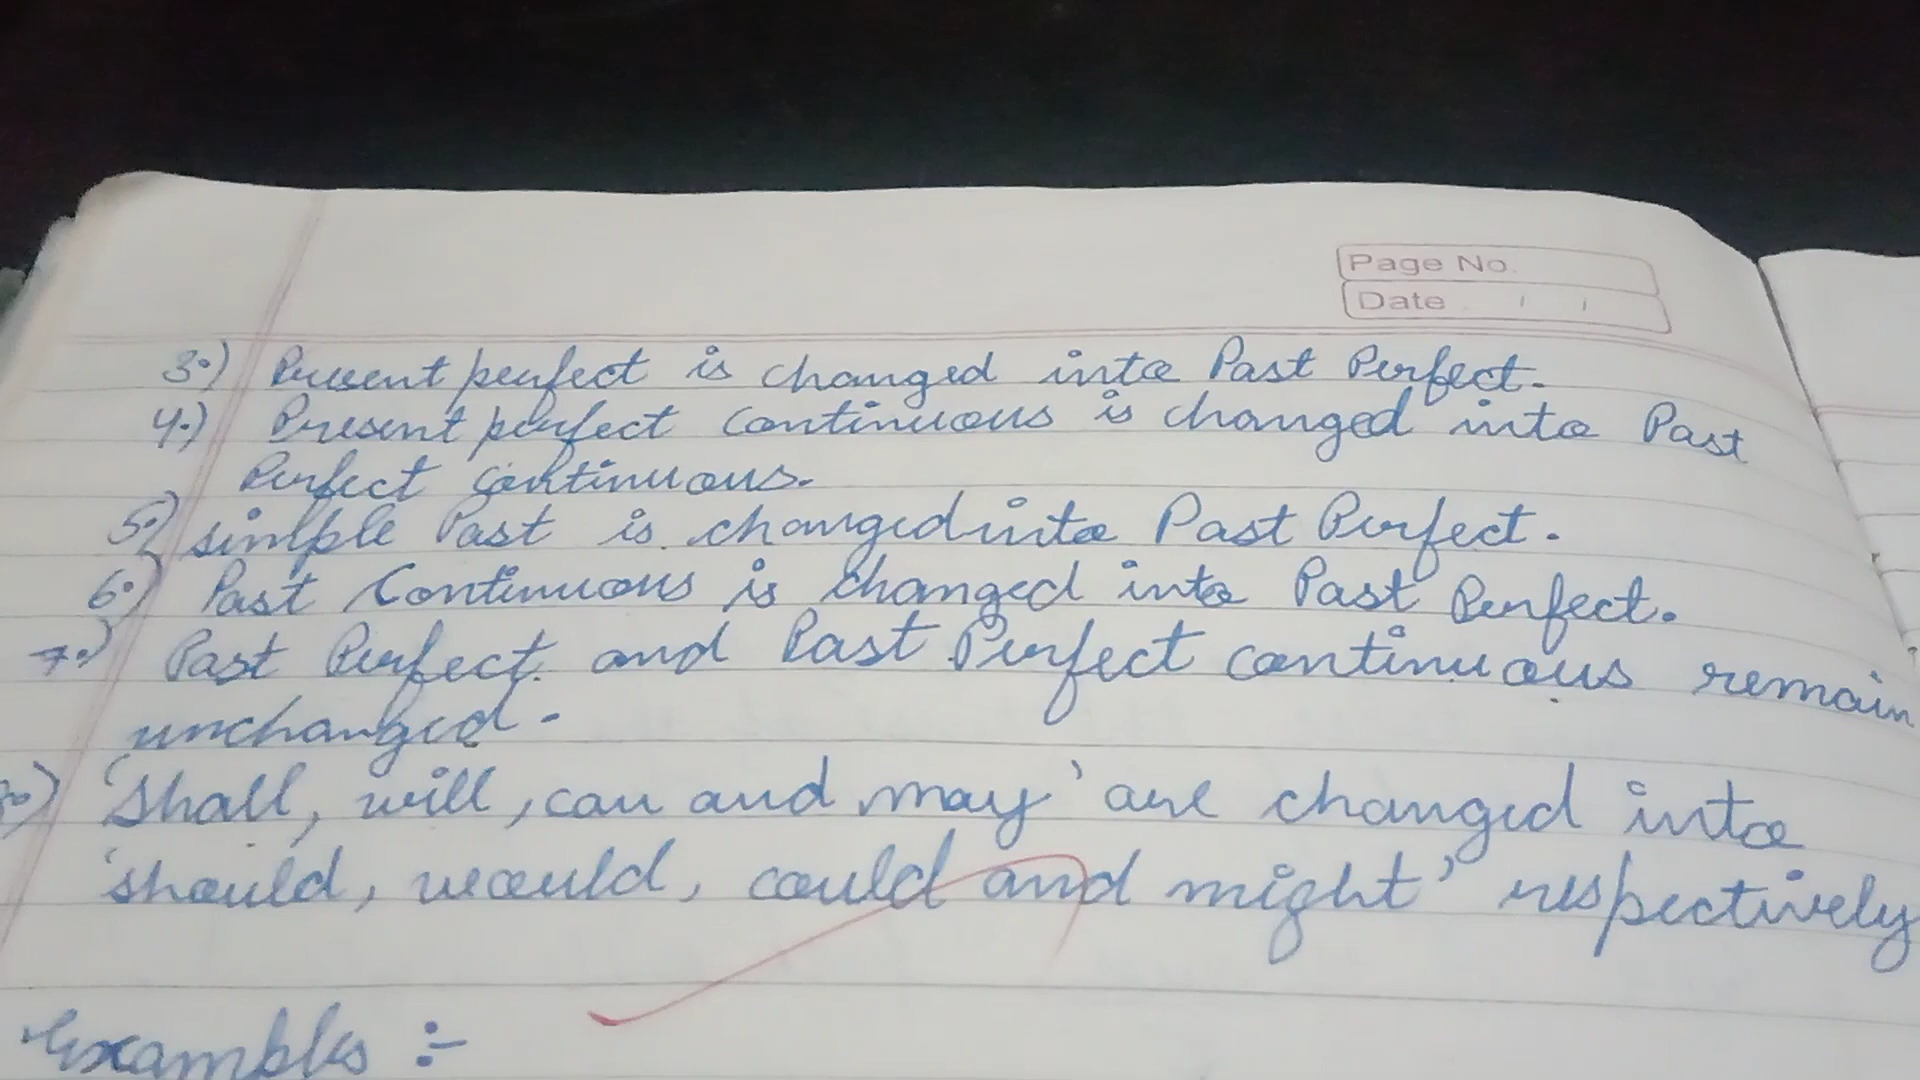 Page No.
Date
3.) Present perfect is changed into Past Perfect.
4.) Present perfect continuous is changed into Past
Perfect continuous.
5.) simple Past is changed into Past Perfect.
6.) Past Continuous is changed into Past Perfect.
7.) Past Perfect and Past Perfect continuous remain
unchanged.
'Shall, will, can and may' are changed into
'should, would, could and might' respectively
Examples :-